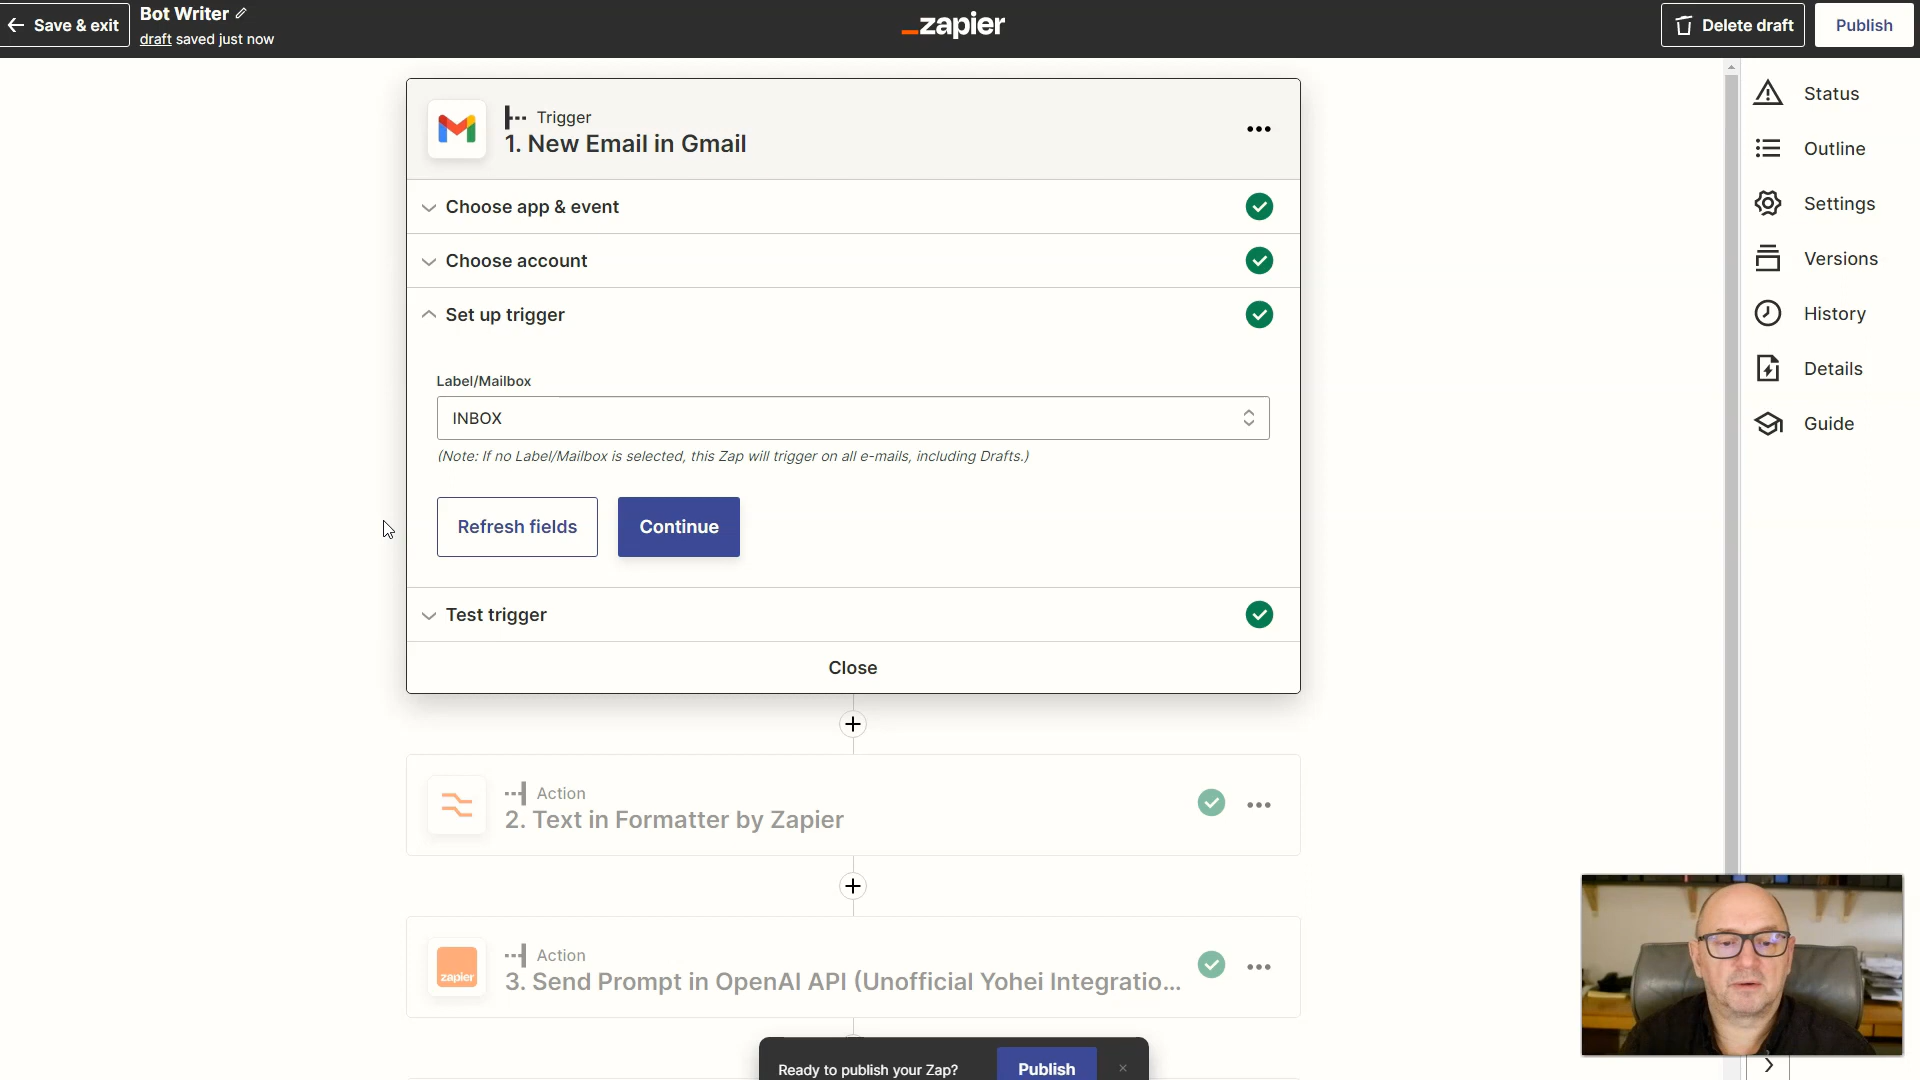 Save & exit
Bot Writer
draft saved just now
zapier
Delete draft
Publish
Trigger
1. New Email in Gmail
Choose app & event
Choose account
Set up trigger
Label/Mailbox
INBOX
(Note: If no Label/Mailbox is selected, this Zap will trigger on all e-mails, including Drafts.)
Refresh fields
Continue
Test trigger
Close
Action
2. Text in Formatter by Zapier
zapier
Action
3. Send Prompt in OpenAI API (Unofficial Yohei Integratio...
Ready to publish your Zap?
Publish
Status
Outline
Settings
Versions
History
Details
Guide